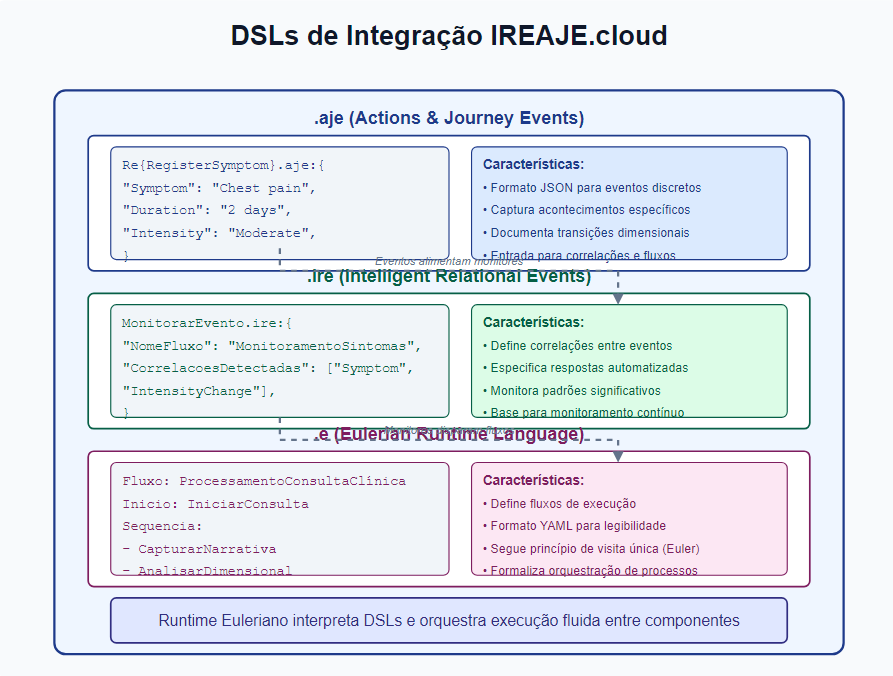 DSLs de Integração IREAJE.cloud
.aje (Actions & Journey Events)
Re{RegisterSymptom}.aje:{
"Symptom": "Chest pain",
"Duration": "2 days",
"Intensity": "Moderate",
}
Características:
• Formato JSON para eventos discretos
• Captura acontecimentos específicos
• Documenta transições dimensionais
• Entrada para correlações e fluxos
Eventos alimentam monitores
.ire (Intelligent Relational Events)
MonitorarEvento.ire:{
"NomeFluxo": "MonitoramentoSintomas",
"CorrelacoesDetectadas": ["Symptom",
"IntensityChange"],
}
Características:
• Define correlações entre eventos
• Especifica respostas automatizadas
• Monitora padrões significativos
• Base para monitoramento contínuo
.e (Eulerian Runtime Language)
Fluxo: ProcessamentoConsultaClínica
Inicio: IniciarConsulta
Sequencia:
- CapturarNarrativa
- AnalisarDimensional
Características:
• Define fluxos de execução
• Formato YAML para legibilidade
• Segue princípio de visita única (Euler)
• Formaliza orquestração de processos
Runtime Euleriano interpreta DSLs e orquestra execução fluida entre componentes